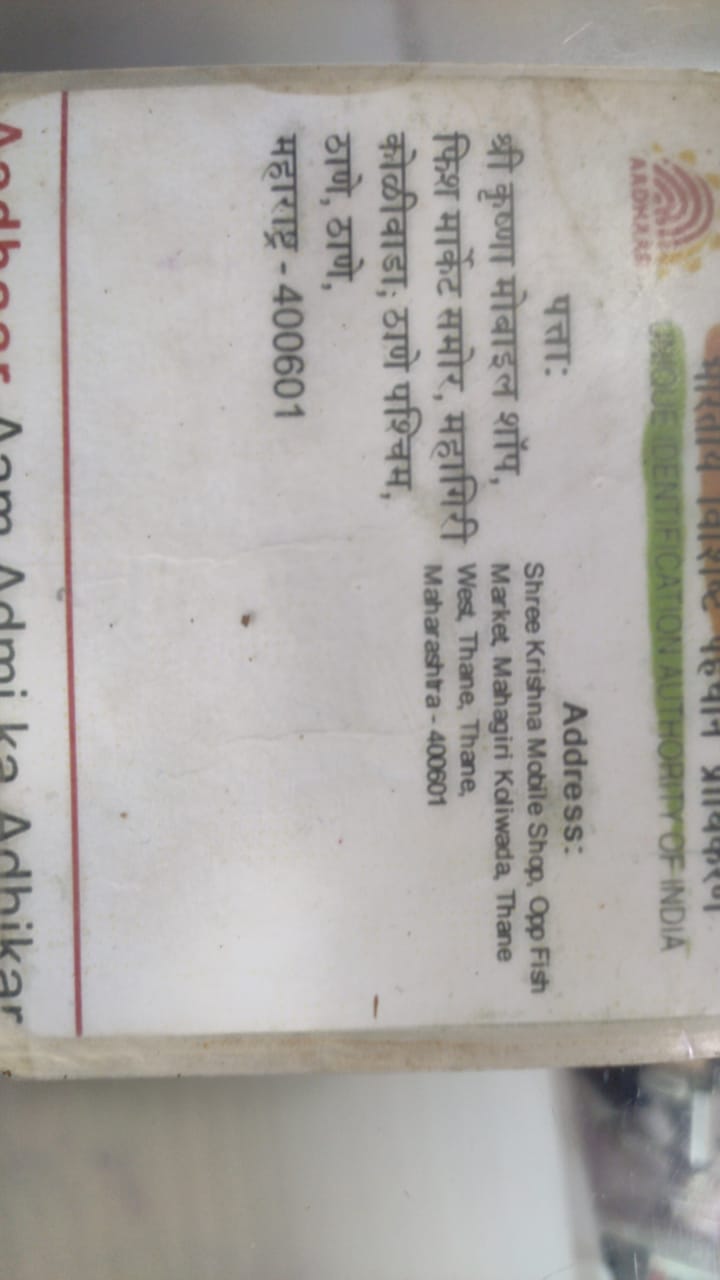 भारतीय विशिष्ट पहचान प्राधिकरण
UNIQUE IDENTIFICATION AUTHORITY OF INDIA
AADHAAR
पत्ता:
श्री कृष्णा मोबाइल शॉप,
फिश मार्केट समोर, महागिरी
कोळीवाडा, ठाणे पश्चिम,
ठाणे, ठाणे,
महाराष्ट्र - 400601
Address:
Shree Krishna Mobile Shop, Opp Fish
Market, Mahagiri Koliwada, Thane
West, Thane, Thane,
Maharashtra - 400601
Aadhaar Aam Admi ka Adhikar